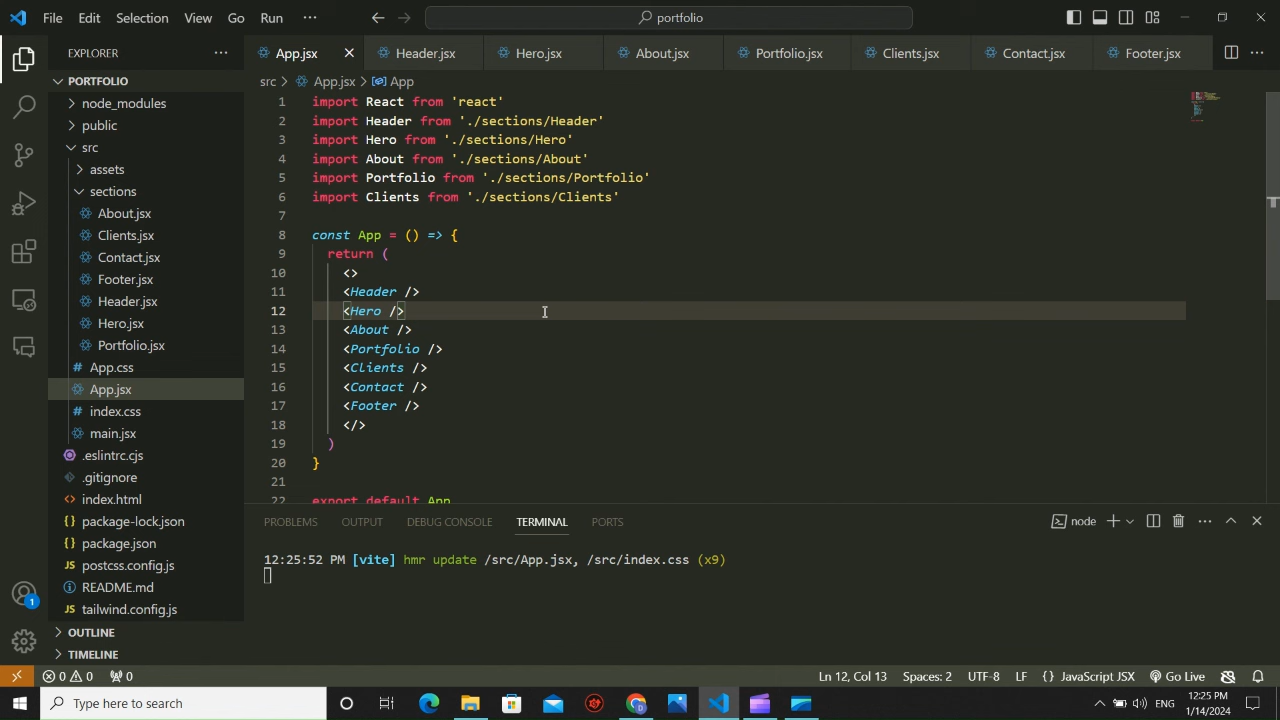 File Edit Selection View Go Run ··· portfolio
EXPLORER ···
App.jsx Header.jsx Hero.jsx About.jsx Portfolio.jsx Clients.jsx Contact.jsx Footer.jsx ···
PORTFOLIO
node_modules
public
src
assets
sections
About.jsx
Clients.jsx
Contact.jsx
Footer.jsx
Header.jsx
Hero.jsx
Portfolio.jsx
# App.css
App.jsx
# index.css
main.jsx
.eslintrc.cjs
.gitignore
<> index.html
{} package-lock.json
{} package.json
JS postcss.config.js
README.md
JS tailwind.config.js
OUTLINE
TIMELINE
src > App.jsx > App
1 import React from 'react'
2 import Header from './sections/Header'
3 import Hero from './sections/Hero'
4 import About from './sections/About'
5 import Portfolio from './sections/Portfolio'
6 import Clients from './sections/Clients'
7
8 const App = () => {
9 return (
10 <>
11 <Header />
12 <Hero />
13 <About />
14 <Portfolio />
15 <Clients />
16 <Contact />
17 <Footer />
18 </>
19 )
20 }
21
22 export default App
PROBLEMS OUTPUT DEBUG CONSOLE TERMINAL PORTS node
12:25:52 PM [vite] hmr update /src/App.jsx, /src/index.css (x9)
1
0 0 0 Ln 12, Col 13 Spaces: 2 UTF-8 LF {} JavaScript JSX Go Live
Type here to search ENG 12:25 PM
1/14/2024